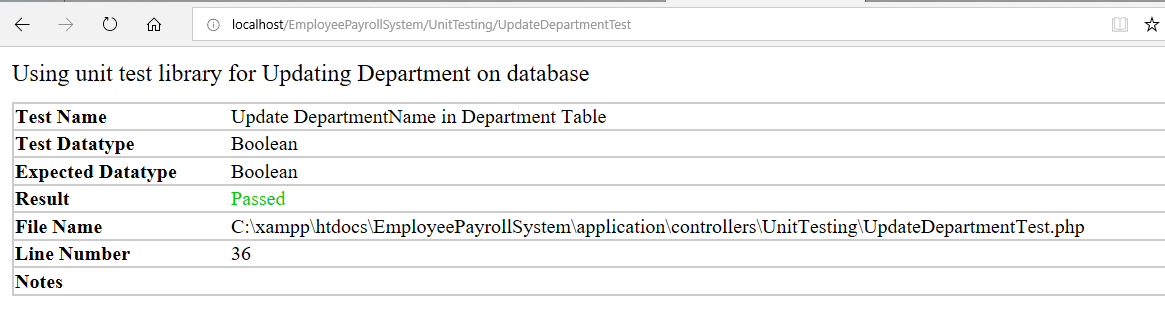 localhost/EmployeePayrollSystem/UnitTesting/UpdateDepartmentTest
Using unit test library for Updating Department on database
Test Name Update DepartmentName in Department Table
Test Datatype Boolean
Expected Datatype Boolean
Result Passed
File Name C:\xampp\htdocs\EmployeePayrollSystem\application\controllers\UnitTesting\UpdateDepartmentTest.php
Line Number 36
Notes